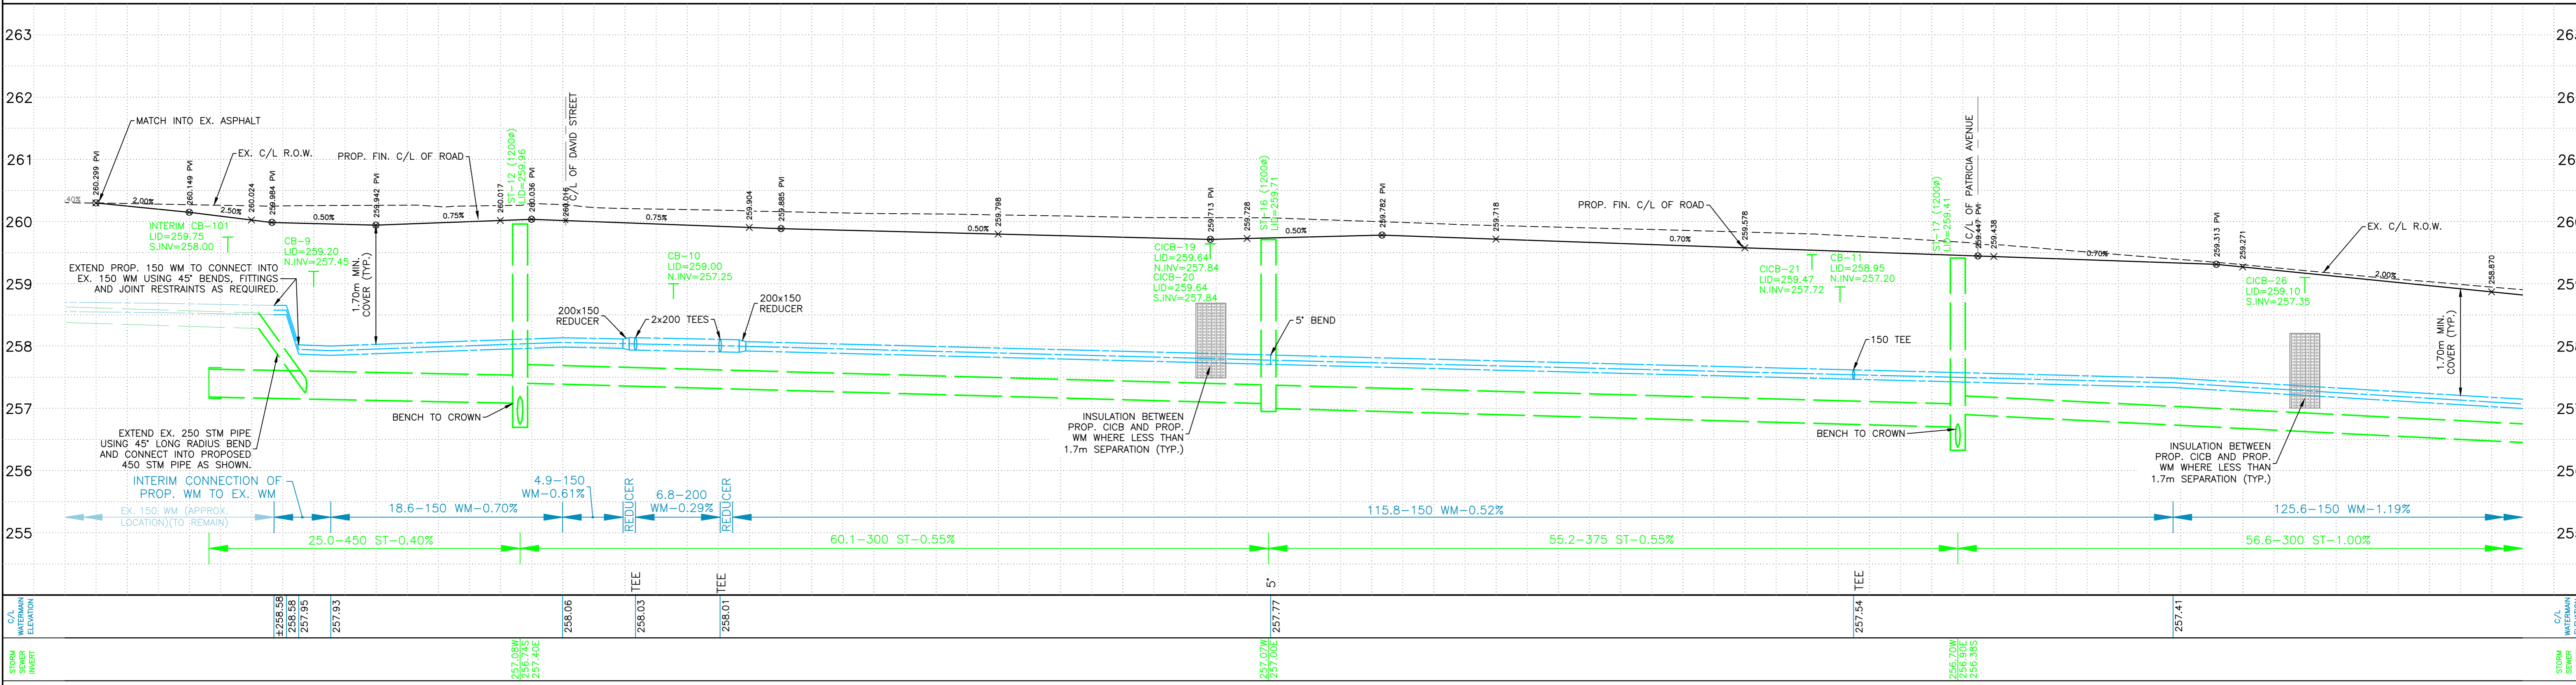 263
262
261
260
259
258
257
256
255
MATCH INTO EX. ASPHALT
EX. C/L R.O.W.
PROP. FIN. C/L OF ROAD
40%
260.299 PVI
2.00%
260.149 PVI
2.50%
260.024
259.984 PVI
0.50%
259.942 PVI
0.75%
260.017
ST-12 (1200ø)
LID=259.96
260.036 PVI
260.016
C/L OF DAVID STREET
0.75%
259.904
259.885 PVI
0.50%
259.798
259.713 PVI
259.728
ST-16 (1200ø)
LID=259.71
0.50%
259.782 PVI
259.718
PROP. FIN. C/L OF ROAD
0.70%
259.578
ST-17 (1200ø)
LID=259.41
C/L OF PATRICIA AVENUE
259.447 PVI
259.438
0.70%
259.313 PVI
259.271
EX. C/L R.O.W.
2.00%
258.870
INTERIM CB-101
LID=259.75
S.INV=258.00
CB-9
LID=259.20
N.INV=257.45
1.70m MIN.
COVER (TYP.)
EXTEND PROP. 150 WM TO CONNECT INTO
EX. 150 WM USING 45° BENDS, FITTINGS
AND JOINT RESTRAINTS AS REQUIRED.
CB-10
LID=259.00
N.INV=257.25
200x150
REDUCER
2x200 TEES
200x150
REDUCER
CICB-19
LID=259.64
N.INV=257.84
CICB-20
LID=259.64
S.INV=257.84
5° BEND
CICB-21
LID=259.47
N.INV=257.72
CB-11
LID=258.95
N.INV=257.20
150 TEE
CICB-26
LID=259.10
S.INV=257.35
1.70m MIN.
COVER (TYP.)
BENCH TO CROWN
EXTEND EX. 250 STM PIPE
USING 45° LONG RADIUS BEND
AND CONNECT INTO PROPOSED
450 STM PIPE AS SHOWN.
INSULATION BETWEEN
PROP. CICB AND PROP.
WM WHERE LESS THAN
1.7m SEPARATION (TYP.)
BENCH TO CROWN
INSULATION BETWEEN
PROP. CICB AND PROP.
WM WHERE LESS THAN
1.7m SEPARATION (TYP.)
INTERIM CONNECTION OF
PROP. WM TO EX. WM
EX. 150 WM (APPROX.
LOCATION)(TO REMAIN)
18.6-150 WM-0.70%
4.9-150
WM-0.61%
REDUCER
6.8-200
WM-0.29%
REDUCER
115.8-150 WM-0.52%
125.6-150 WM-1.19%
25.0-450 ST-0.40%
60.1-300 ST-0.55%
55.2-375 ST-0.55%
56.6-300 ST-1.00%
TEE
TEE
5°
TEE
C/L
WATERMAIN
ELEVATION
±258.58
258.58
257.95
257.93
258.06
258.03
258.01
257.77
257.54
257.41
C/L
WATERMAIN
STORM
SEWER
INVERT
257.08W
256.74S
257.40E
257.07W
257.00E
256.70W
256.90E
256.38S
STORM
SEWER